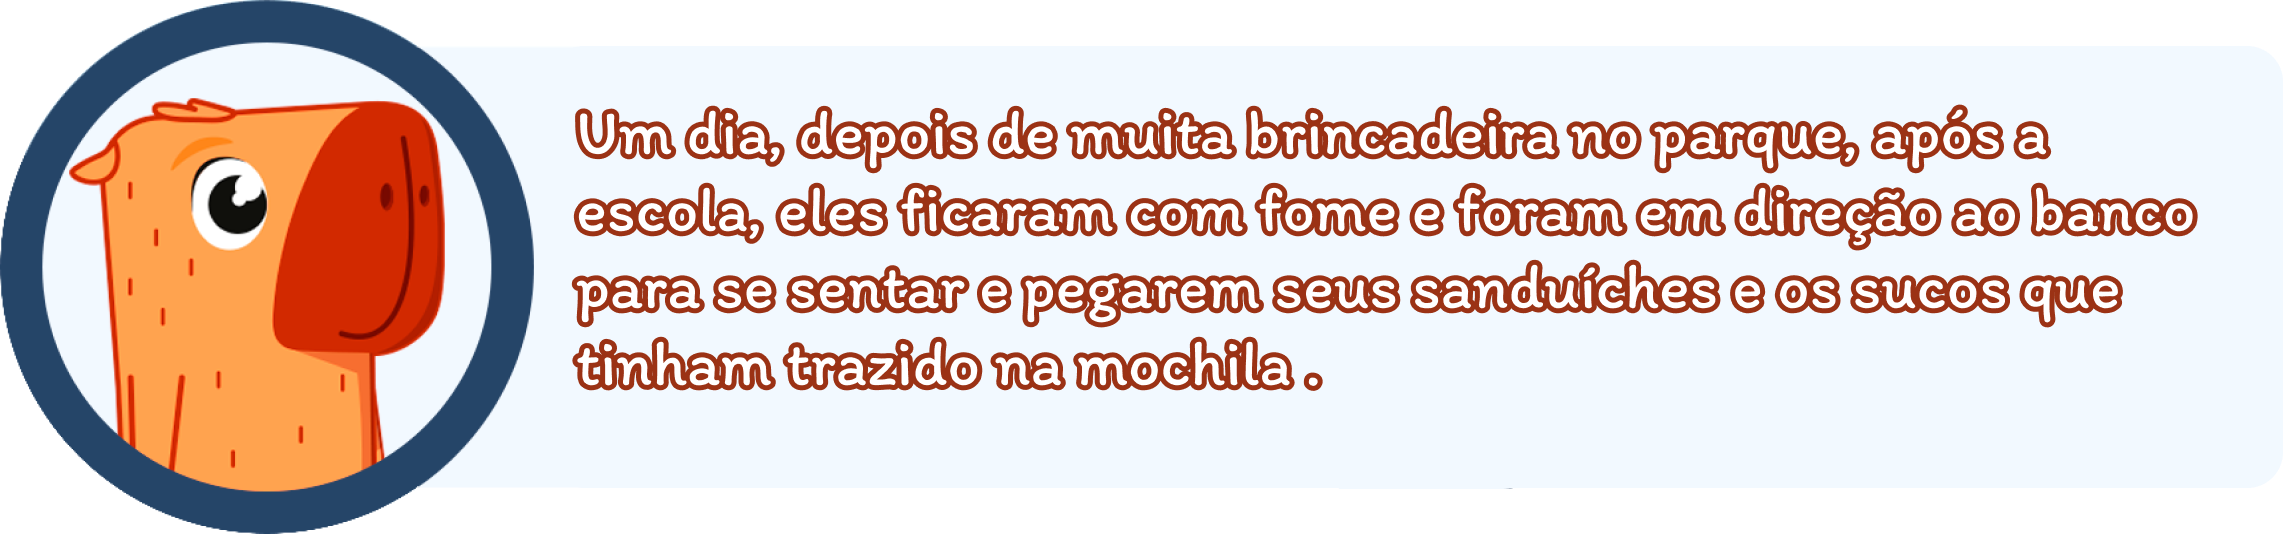 Um dia, depois de muita brincadeira no parque, após a
escola, eles ficaram com fome e foram em direção ao banco
para se sentar e pegarem seus sanduíches e os sucos que
tinham trazido na mochila .